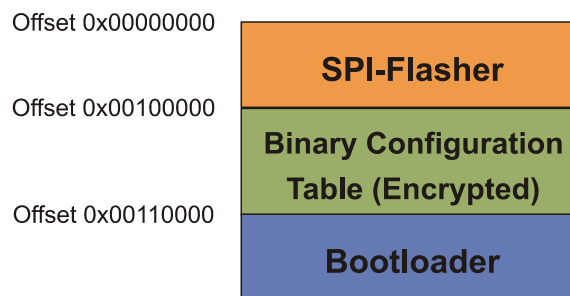 Offset 0x00000000
SPI-Flasher
Offset 0x00100000
Binary Configuration
Table (Encrypted)
Offset 0x00110000
Bootloader